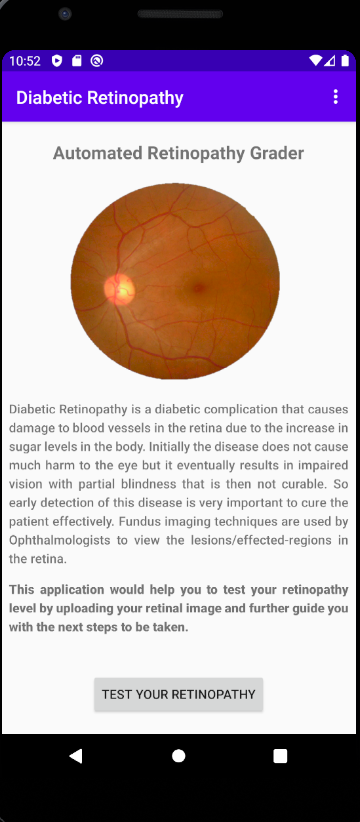 10:52
Diabetic Retinopathy
Automated Retinopathy Grader
Diabetic Retinopathy is a diabetic complication that causes
damage to blood vessels in the retina due to the increase in
sugar levels in the body. Initially the disease does not cause
much harm to the eye but it eventually results in impaired
vision with partial blindness that is then not curable. So
early detection of this disease is very important to cure the
patient effectively. Fundus imaging techniques are used by
Ophthalmologists to view the lesions/effected-regions in
the retina.
This application would help you to test your retinopathy
level by uploading your retinal image and further guide you
with the next steps to be taken.
TEST YOUR RETINOPATHY